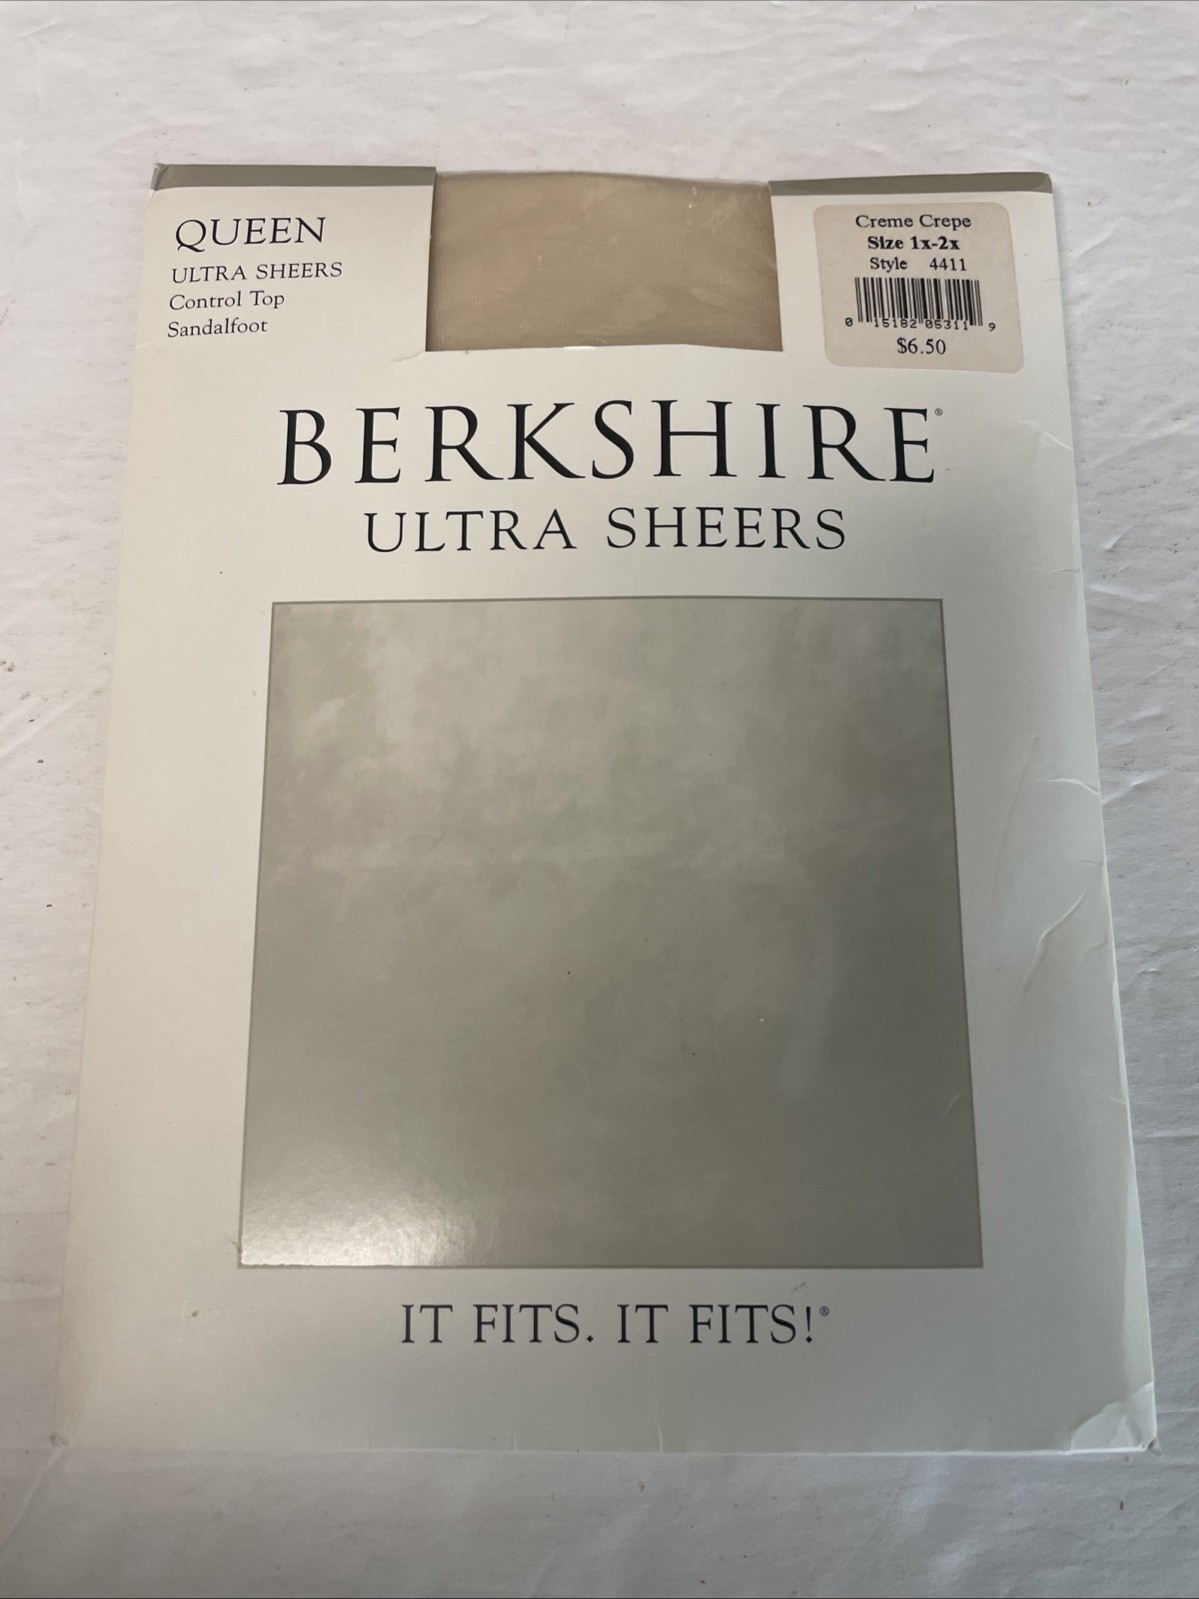 QUEEN
ULTRA SHEERS
Control Top
Sandalfoot
Creme Crepe
Size 1x-2x
Style 4411
0 15182 05311 9
$6.50
BERKSHIRE®
ULTRA SHEERS
IT FITS. IT FITS!®